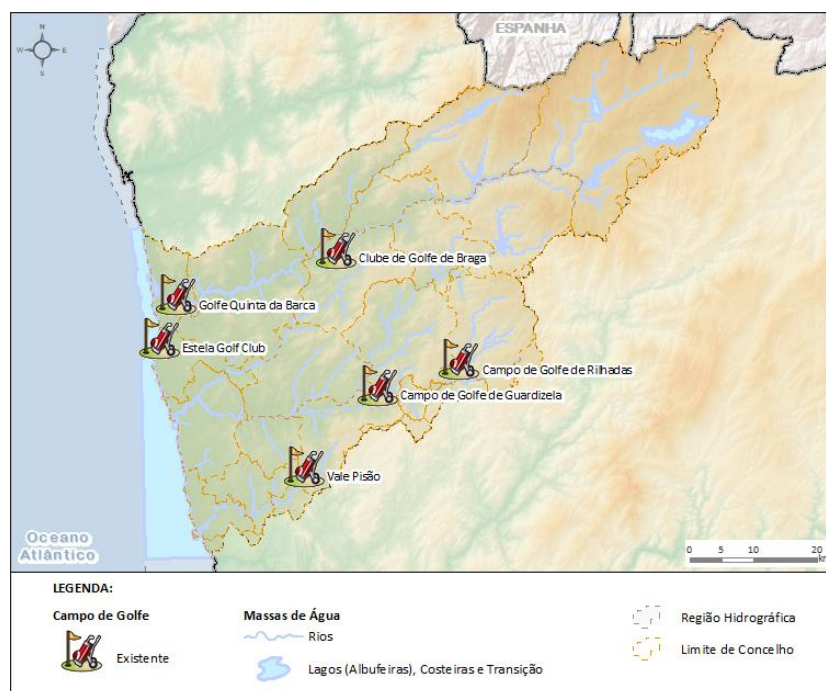 N
W
E
S
ESPANHA
Clube de Golfe de Braga
Golfe Quinta da Barca
Estela Golf Club
Campo de Golfe de Rilhadas
Campo de Golfe de Guardizela
Vale Pisão
Oceano
Atlântico
0 5 10 20
km
LEGENDA:
Campo de Golfe
Existente
Massas de Água
Rios
Lagos (Albufeiras), Costeiras e Transição
Região Hidrográfica
Limite de Concelho